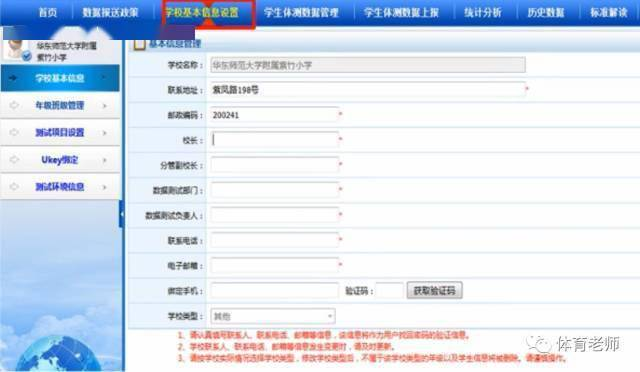 首页 数据报送政策 学校基本信息设置 学生体测数据管理 学生体测数据上报 统计分析 历史数据 标准解读
华东师范大学附属
紫竹小学
学校基本信息
年级班级管理
测试项目设置
Ukey绑定
测试环境信息
基本信息管理
学校名称： 华东师范大学附属紫竹小学
联系地址： 紫凤路198号 *
邮政编码： 200241 *
校长： *
分管副校长： *
数据测试部门： *
数据测试负责人： *
联系电话： *
电子邮箱： *
绑定手机： 验证码： 获取验证码
学校类型： 其他
1、请认真填写联系人、联系电话、邮箱等信息，该信息将作为用户找回密码的验证信息。
2、学校联系人、联系电话、邮箱等信息发生变更时，请及时更新。
3、请按学校实际情况选择学校类型，修改学校类型后，不属于该学校类型的年级以及学生信息将被删除。请谨慎操作。
体育老师